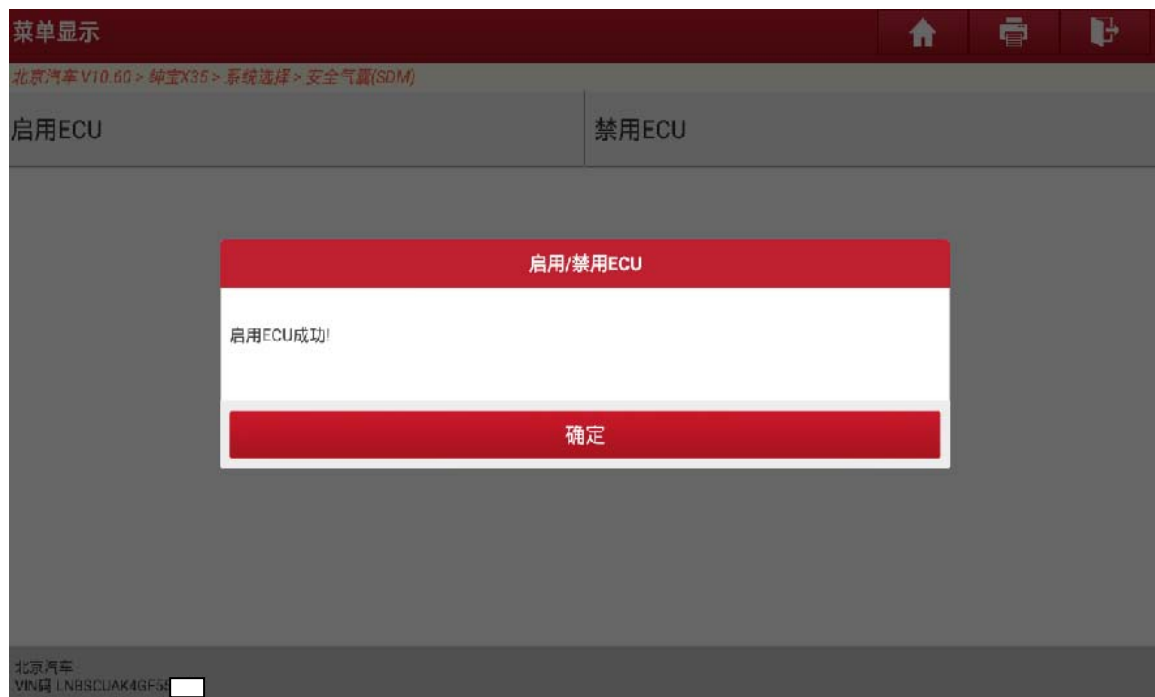 菜单显示
北京汽车 V10.60 > 绅宝X35 > 系统选择 > 安全气囊(SDM)
启用ECU
禁用ECU
启用/禁用ECU
启用ECU成功!
确定
北京汽车
VIN码 LNBSCUAK4GF55